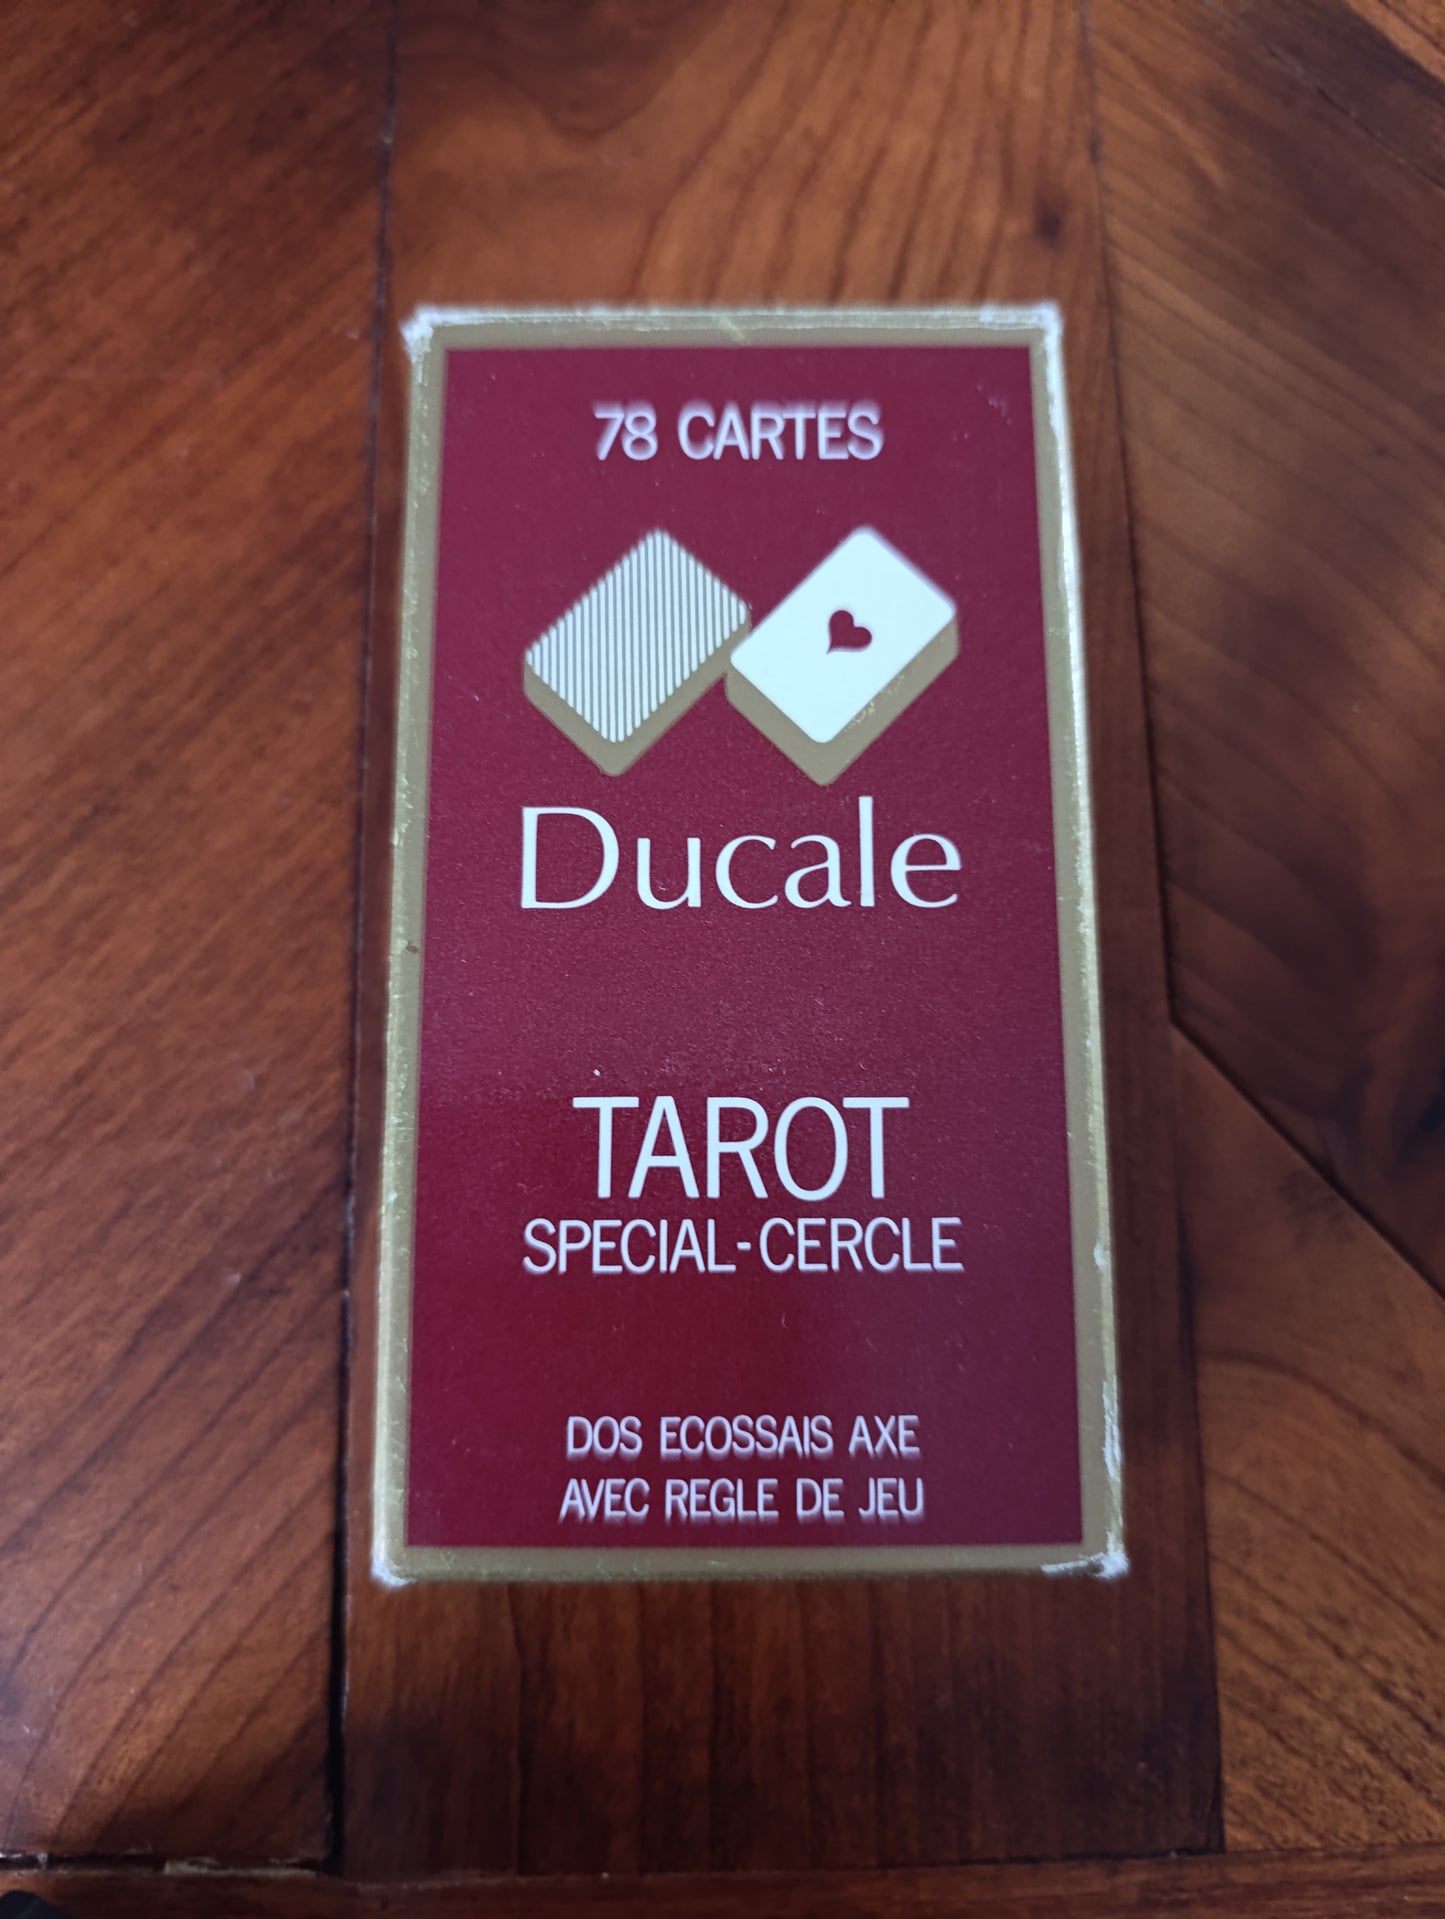 78 CARTES
Ducale
TAROT
SPECIAL-CERCLE
DOS ECOSSAIS AXE
AVEC REGLE DE JEU